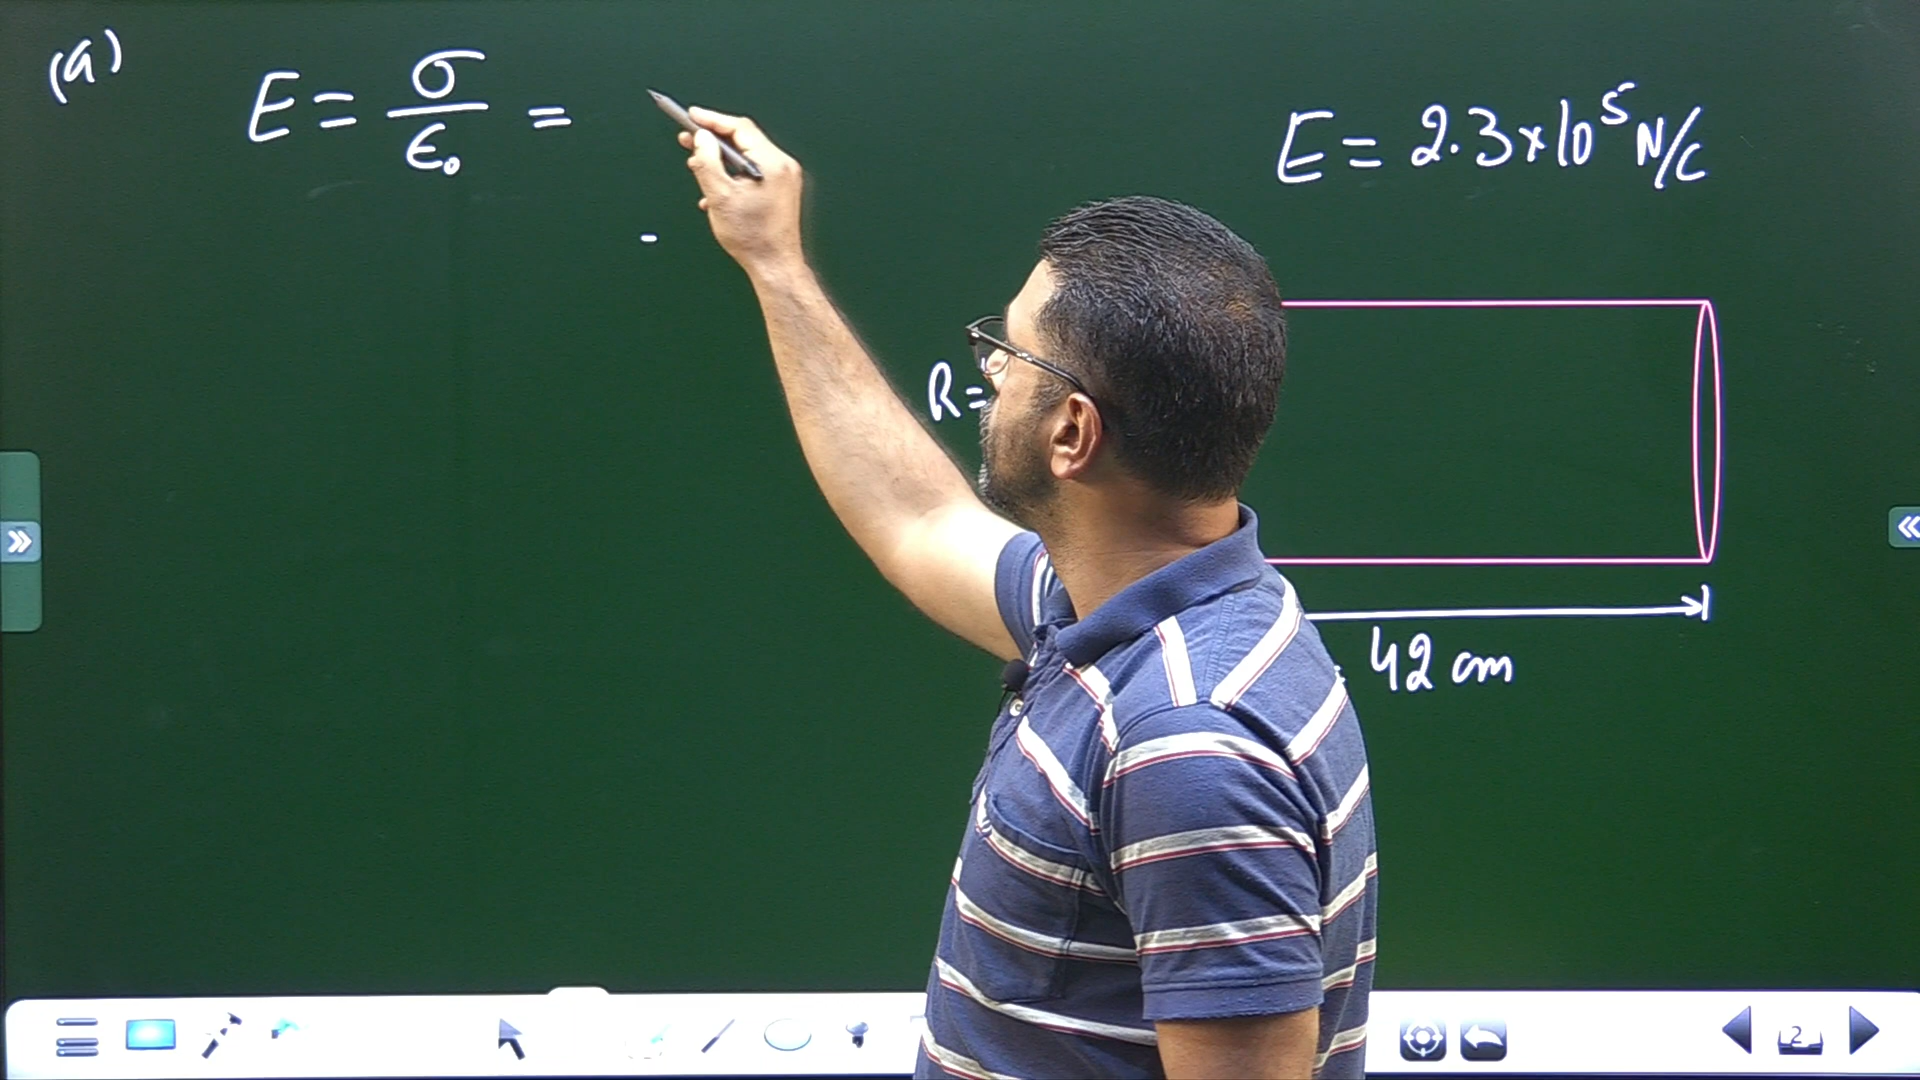 (a)
E = σ/ϵ₀ =
E = 2.3×10⁵ N/C
R =
42 cm
2